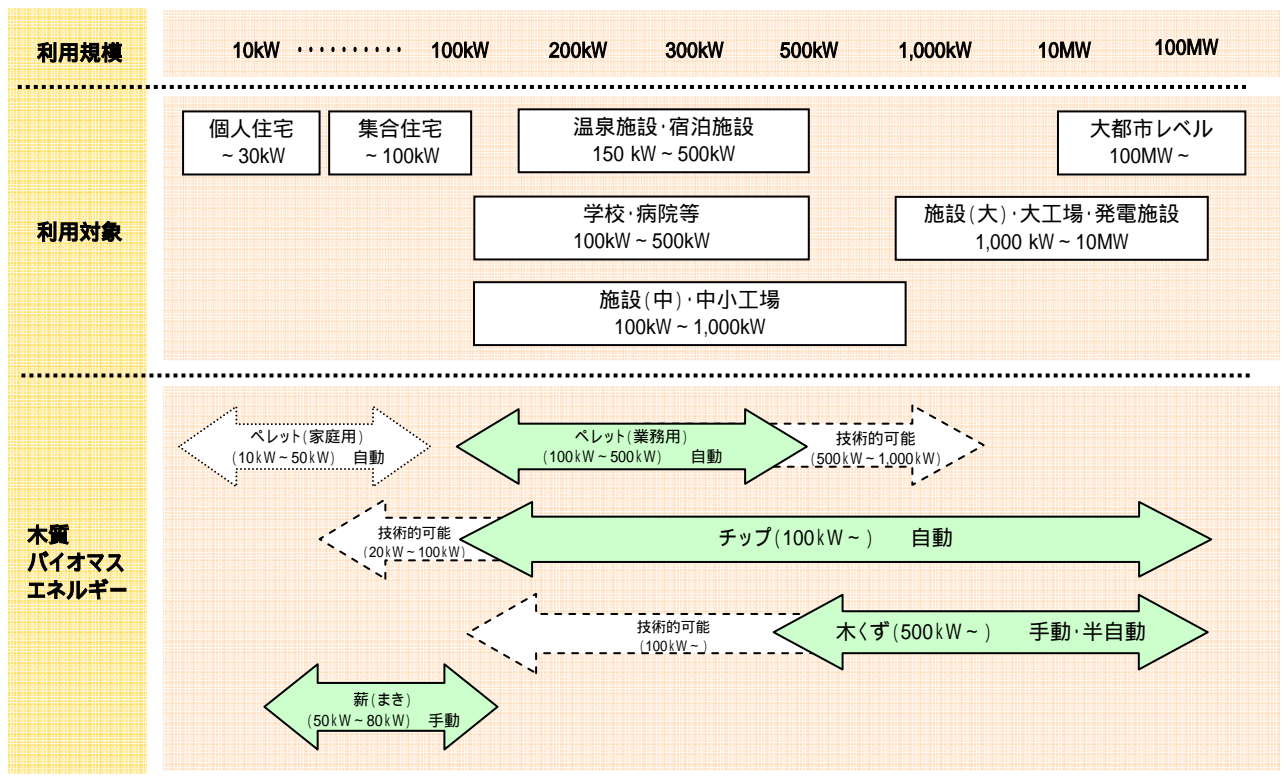 利用規模
10kW ・・・・・・・・・・ 100kW 200kW 300kW 500kW 1,000kW 10MW 100MW
利用対象
個人住宅
~ 30kW
集合住宅
~ 100kW
温泉施設・宿泊施設
150 kW ~ 500kW
大都市レベル
100MW ~
学校・病院等
100kW ~ 500kW
施設(大)・大工場・発電施設
1,000 kW ~ 10MW
施設(中)・中小工場
100kW ~ 1,000kW
木質
バイオマス
エネルギー
ペレット(家庭用)
(10kW ~ 50kW) 自動
ペレット(業務用)
(100kW ~ 500kW) 自動
技術的可能
(500kW ~ 1,000kW)
技術的可能
(20kW ~ 100kW)
チップ(100kW ~ ) 自動
技術的可能
(100kW ~ )
木くず(500kW ~ ) 手動・半自動
薪(まき)
(50kW ~ 80kW) 手動